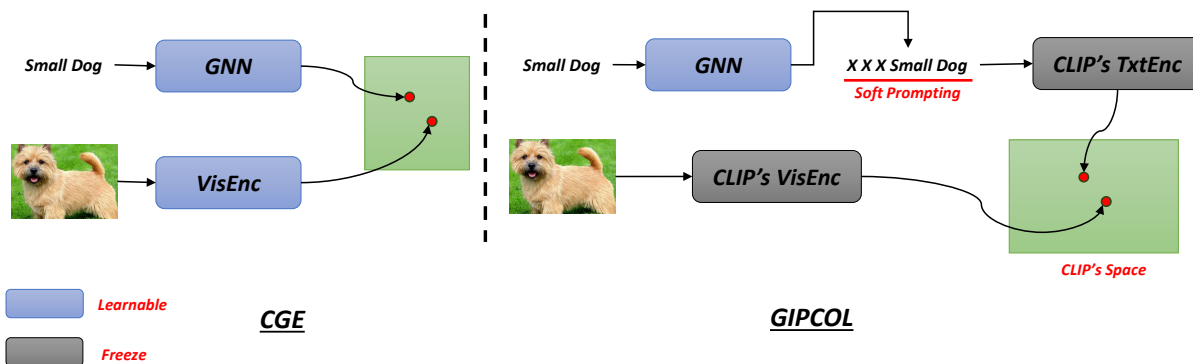 Small Dog
GNN
VisEnc
CGE
Learnable
Freeze
Small Dog
GNN
X X X Small Dog
Soft Prompting
CLIP's TxtEnc
CLIP's VisEnc
CLIP's Space
GIPCOL